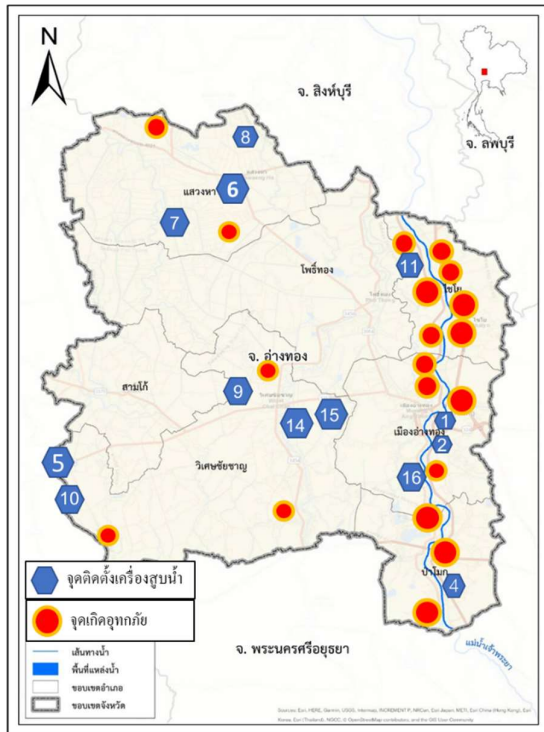 N
จ. สิงห์บุรี
จ. ลพบุรี
8
แสวงหา
6
7
โพธิ์ทอง
11
ไชโย
จ. อ่างทอง
สามโก้
9
15
14
1
เมืองอ่างทอง
2
5
วิเศษชัยชาญ
16
10
ป่าโมก
4
จุดติดตั้งเครื่องสูบน้ำ
จุดเกิดอุทกภัย
เส้นทางน้ำ
พื้นที่แหล่งน้ำ
ขอบเขตอำเภอ
ขอบเขตจังหวัด
จ. พระนครศรีอยุธยา
แม่น้ำเจ้าพระยา